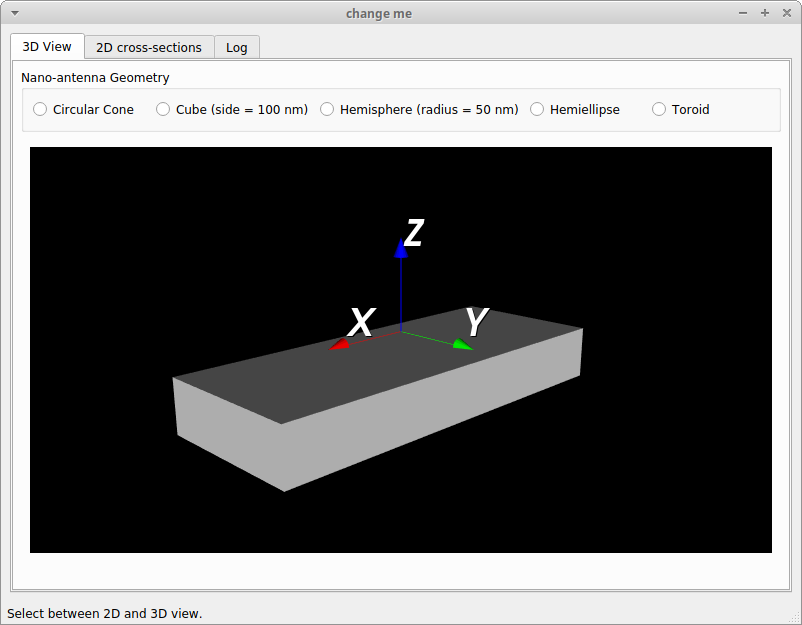 change me
3D View 2D cross-sections Log
Nano-antenna Geometry
Circular Cone Cube (side = 100 nm) Hemisphere (radius = 50 nm) Hemiellipse Toroid
Z
X Y
Select between 2D and 3D view.